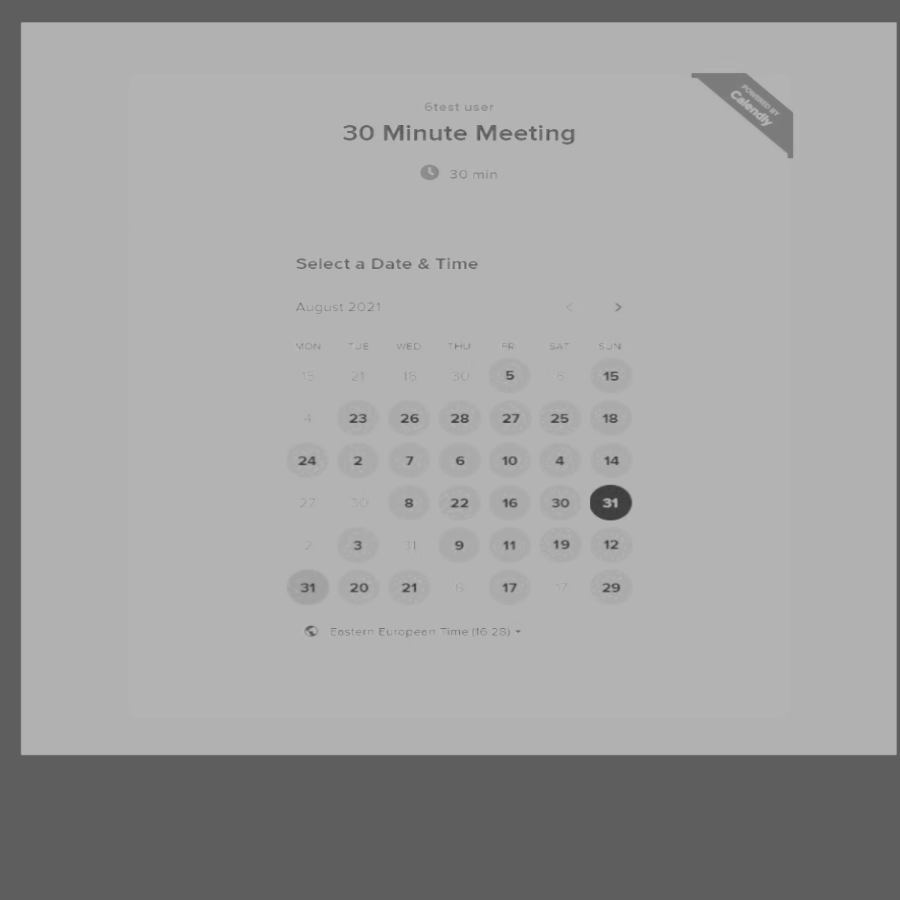 POWERED BY
Calendly
6test user
30 Minute Meeting
30 min
Select a Date & Time
August 2021
MON TUE WED THU FRI SAT SUN
21 30 5 15
4 23 26 28 27 25 18
24 2 7 6 10 4 14
27 30 8 22 16 30 31
2 3 31 9 11 19 12
31 20 21 6 17 17 29
Eastern European Time (16:28)